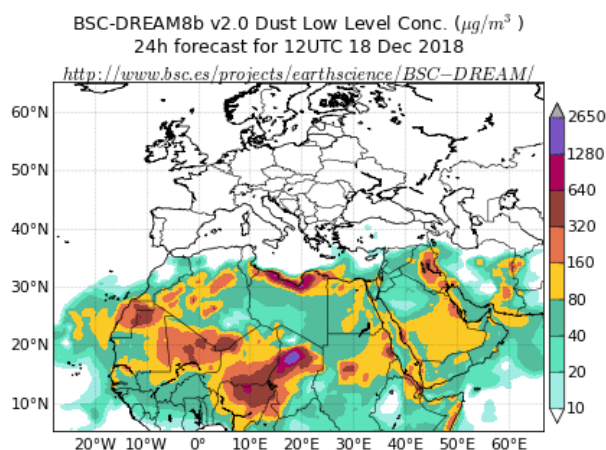 BSC-DREAM8b v2.0 Dust Low Level Conc. (μg/m³ )
24h forecast for 12UTC 18 Dec 2018
http://www.bsc.es/projects/earthscience/BSC−DREAM/
60°N
50°N
40°N
30°N
20°N
10°N
20°W 10°W 0° 10°E 20°E 30°E 40°E 50°E 60°E
2650
1280
640
320
160
80
40
20
10